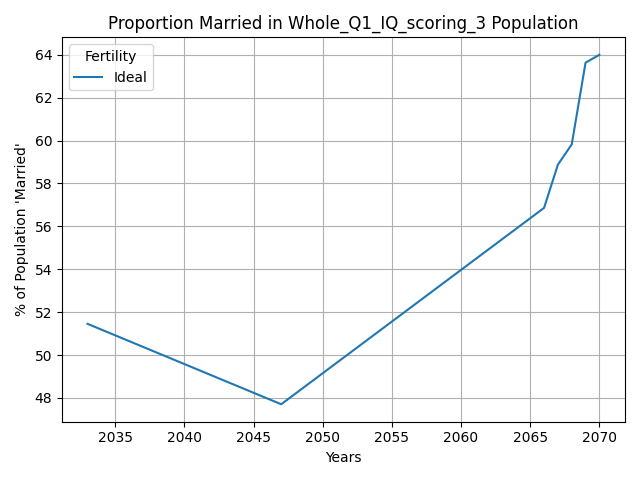 Proportion Married in Whole_Q1_IQ_scoring_3 Population
Fertility
Ideal
% of Population 'Married'
64
62
60
58
56
54
52
50
48
2035 2040 2045 2050 2055 2060 2065 2070
Years